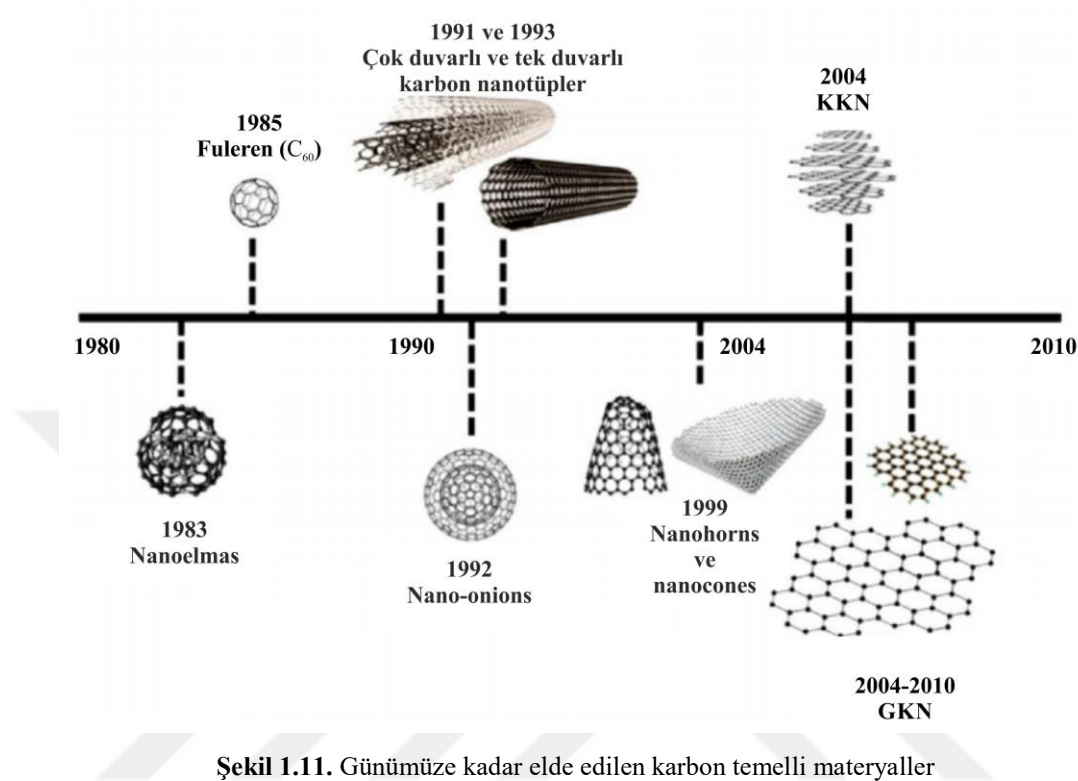 1991 ve 1993
Çok duvarlı ve tek duvarlı
karbon nanotüpler
2004
KKN
1985
Fuleren (C₆₀)
1980
1990
2004
2010
1983
Nanoelmas
1992
Nano-onions
1999
Nanohorns
ve
nanocones
2004-2010
GKN
Şekil 1.11. Günümüze kadar elde edilen karbon temelli materyaller